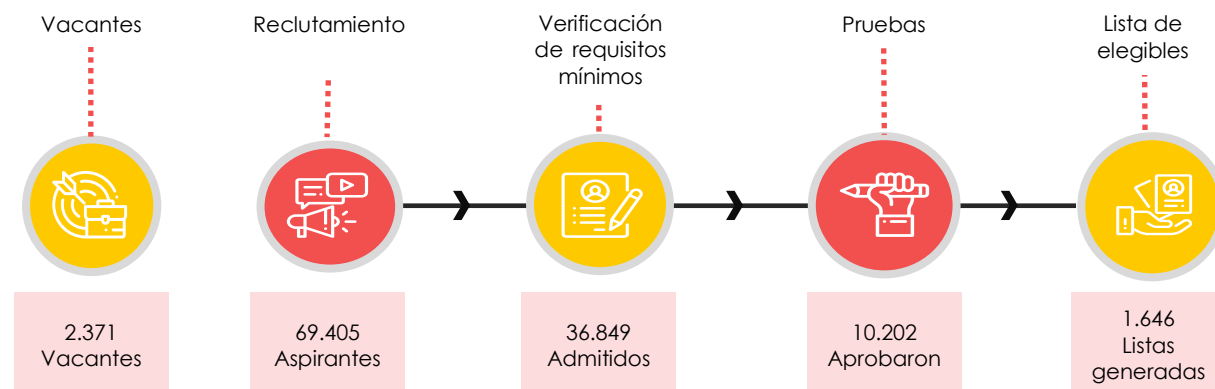 Vacantes
Reclutamiento
Verificación
de requisitos
mínimos
Pruebas
Lista de
elegibles
2.371
Vacantes
69.405
Aspirantes
36.849
Admitidos
10.202
Aprobaron
1.646
Listas
generadas